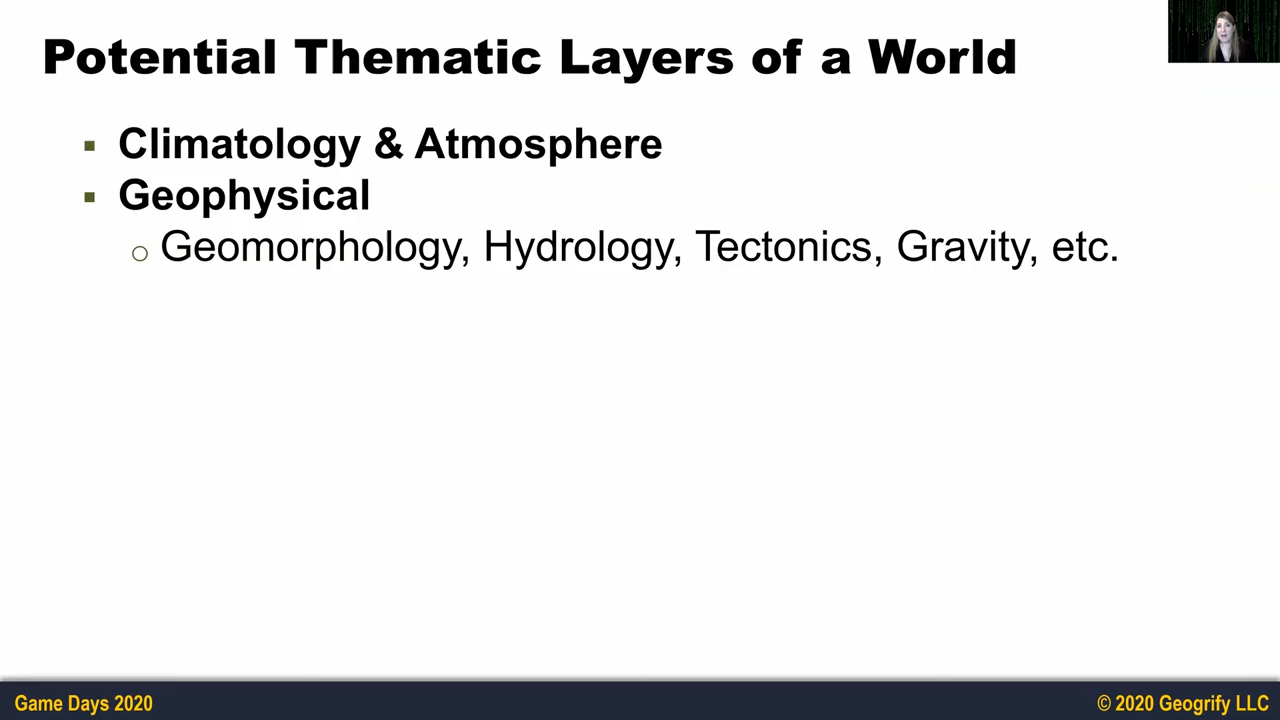 Potential Thematic Layers of a World
▪ Climatology & Atmosphere
▪ Geophysical
o Geomorphology, Hydrology, Tectonics, Gravity, etc.
Game Days 2020
© 2020 Geogrify LLC